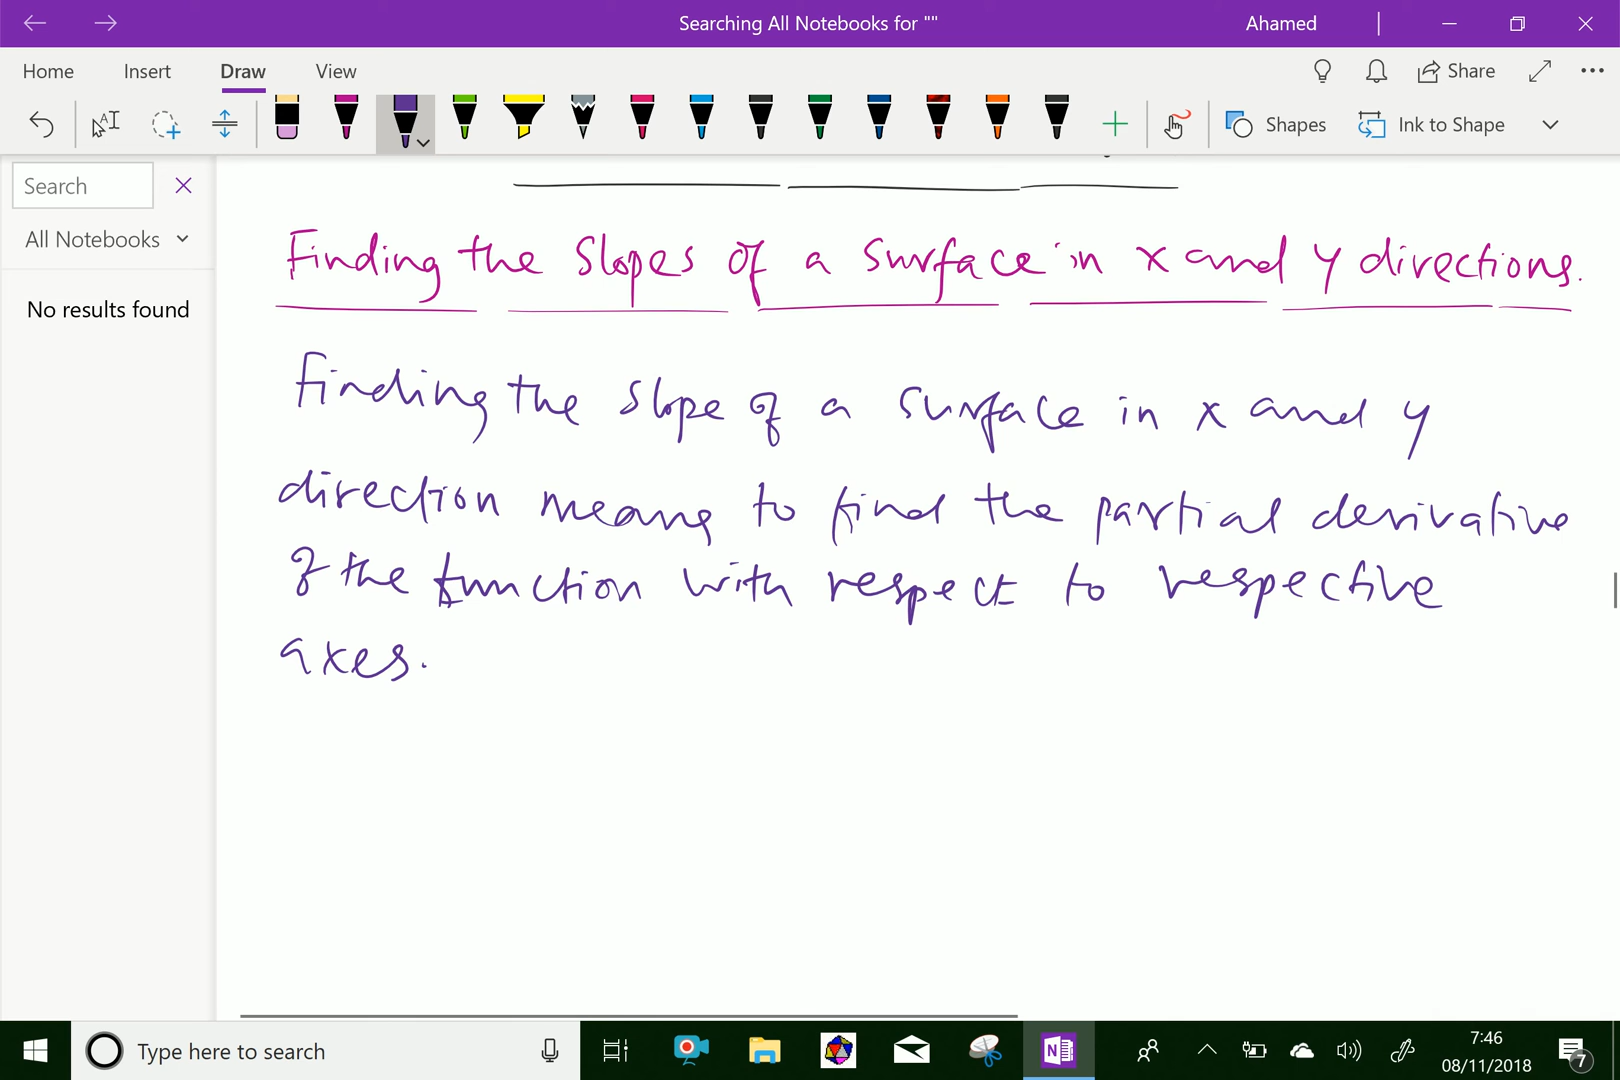 Searching All Notebooks for ""
Ahamed
Home Insert Draw View
Share
Shapes
Ink to Shape
Search
All Notebooks
No results found
Finding the slopes of a surface in x and y directions.
Finding the slope of a surface in x and y
direction means to find the partial derivative
of the function with respect to respective
axes.
Type here to search
7:46
08/11/2018
7